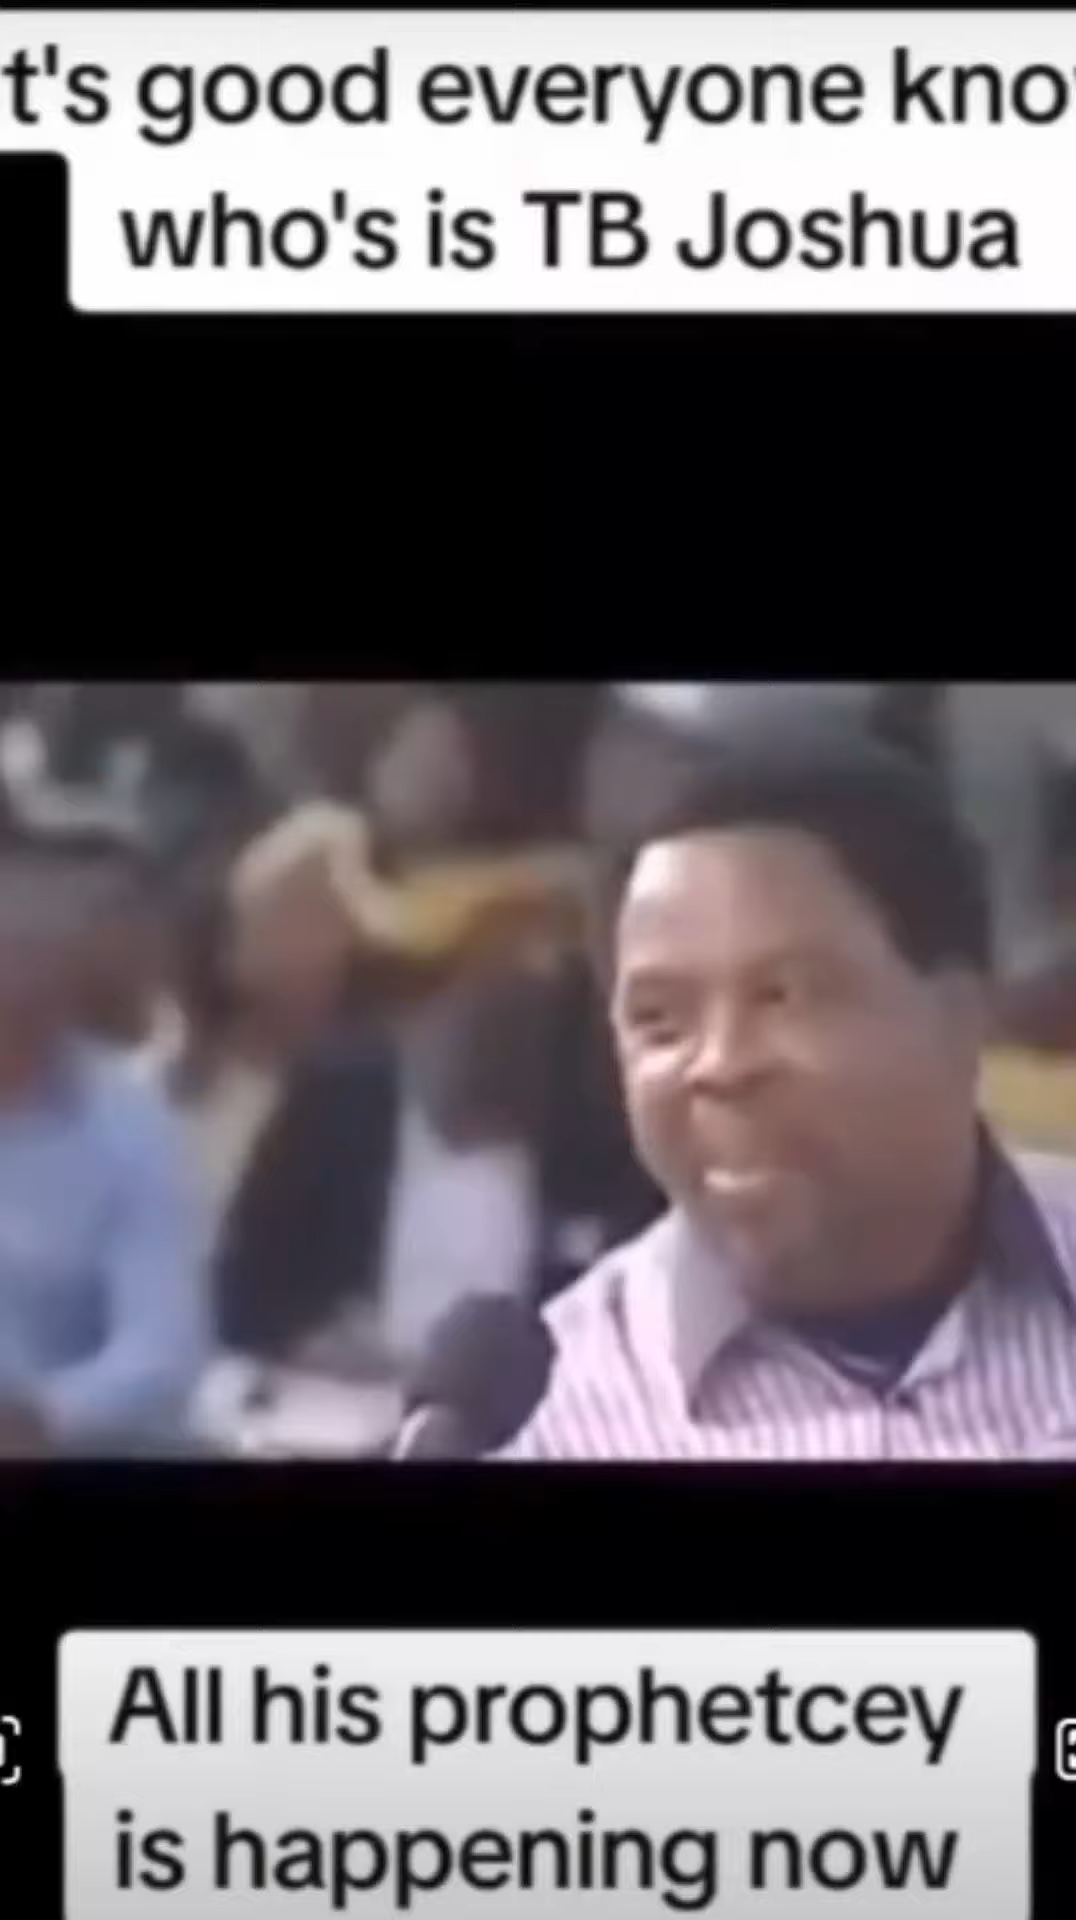 t's good everyone kno
who's is TB Joshua
All his prophetcey
is happening now